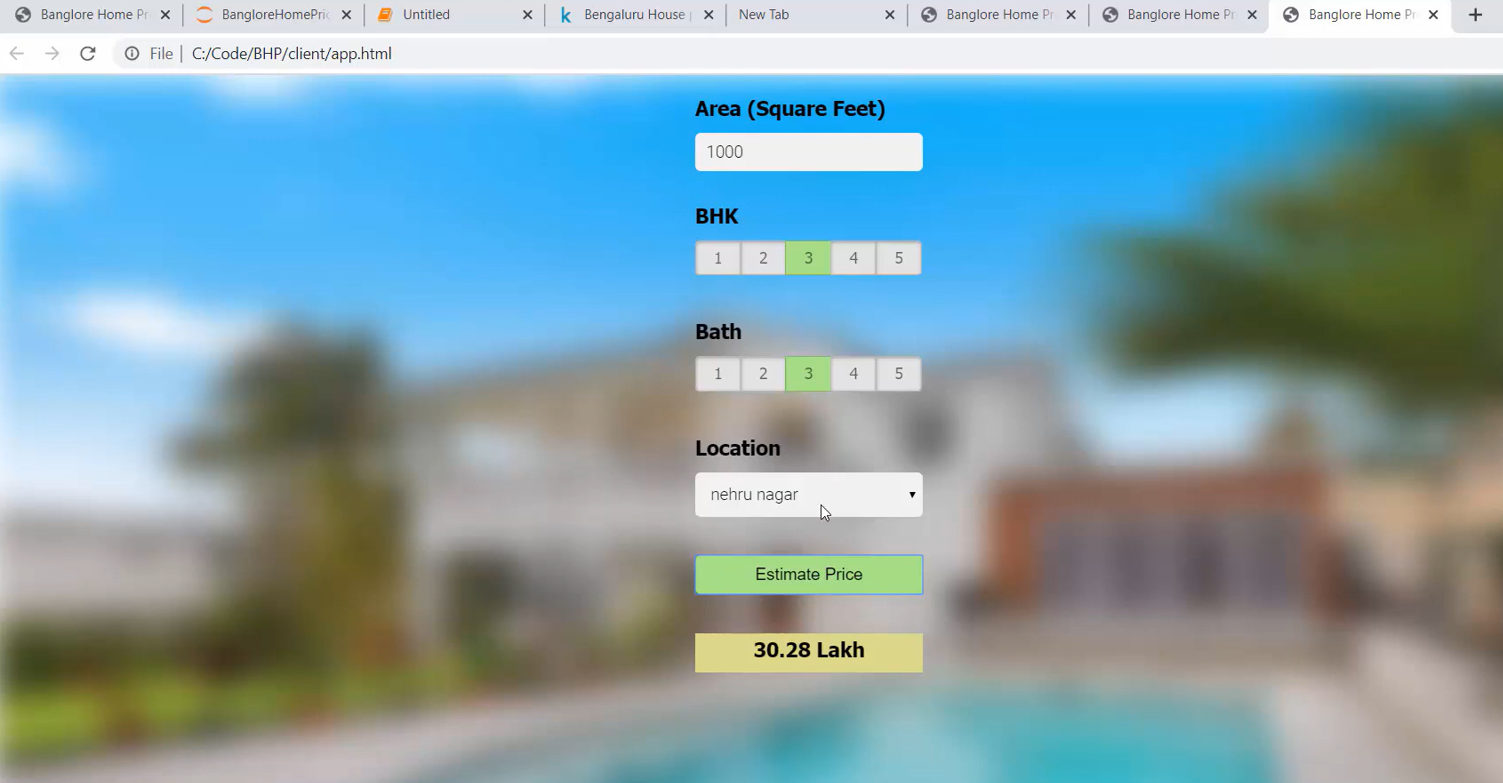 Banglore Home Pr
BangloreHomePric
Untitled
Bengaluru House p
New Tab
Banglore Home Pr
Banglore Home Pr
Banglore Home Pr
File | C:/Code/BHP/client/app.html
Area (Square Feet)
1000
BHK
1 2 3 4 5
Bath
1 2 3 4 5
Location
nehru nagar
Estimate Price
30.28 Lakh